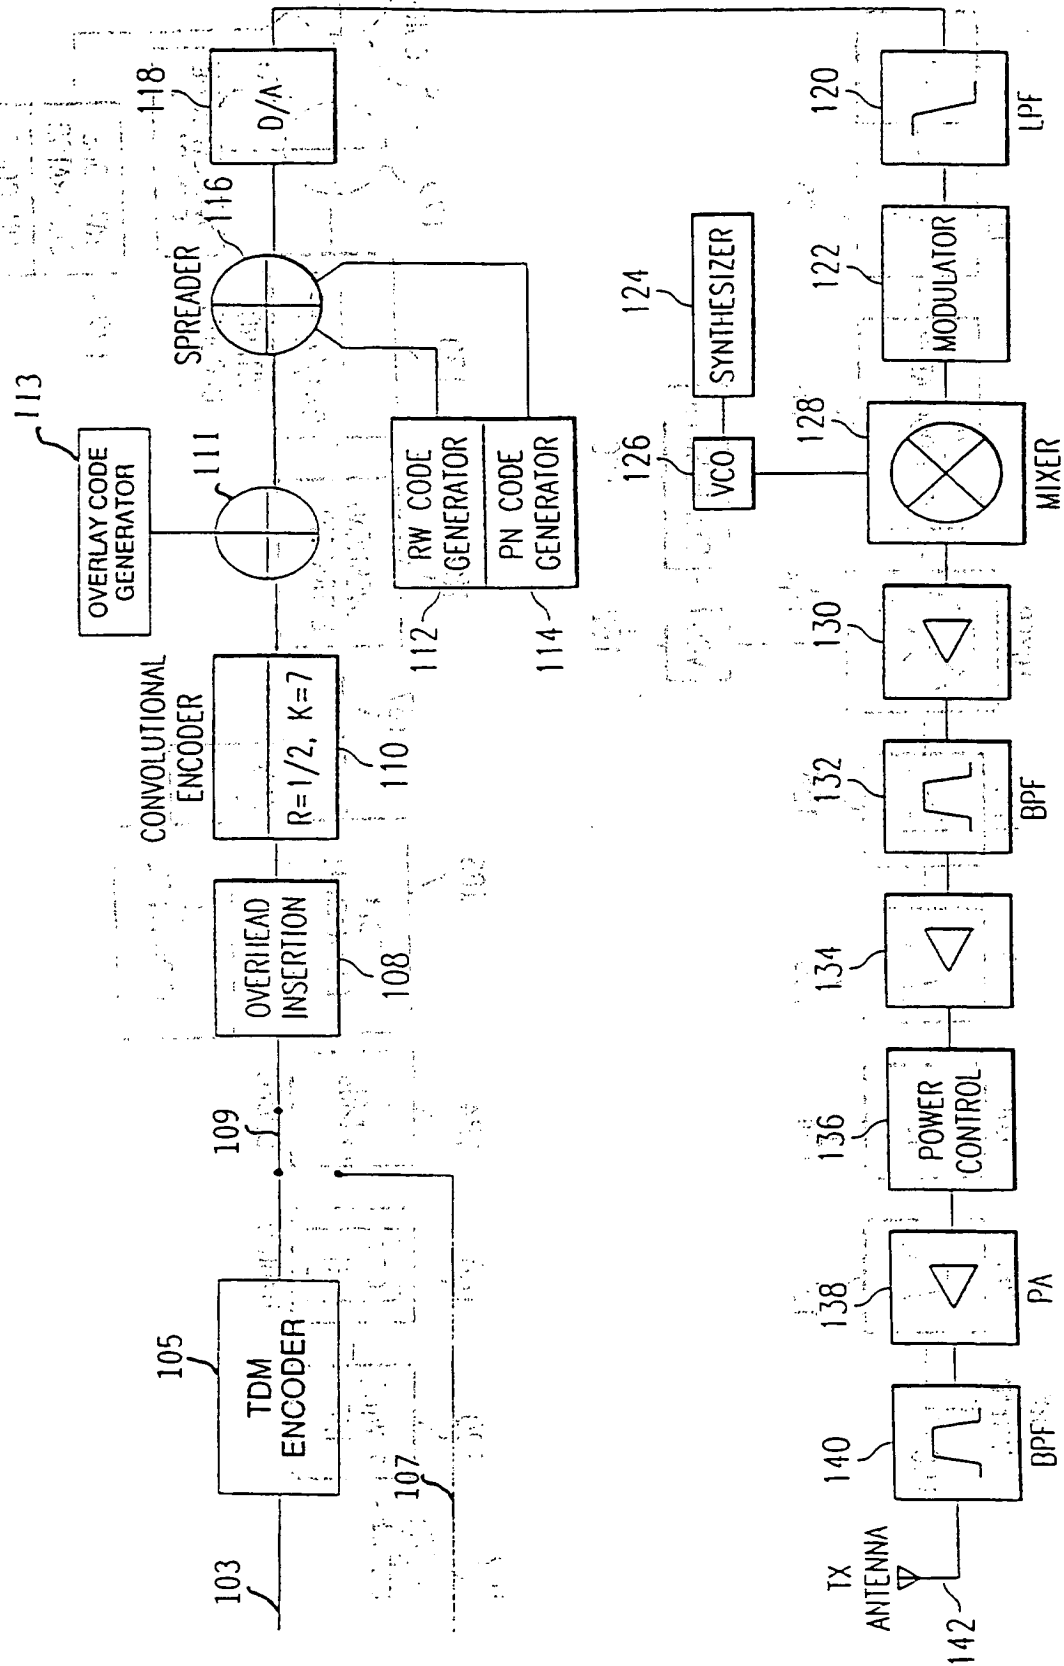 103
105
TDM
ENCODER
107
109
OVERHEAD
INSERTION
108
CONVOLUTIONAL
ENCODER
R=1/2, K=7
110
OVERLAY CODE
GENERATOR
113
111
RW CODE
GENERATOR
PN CODE
GENERATOR
112
114
SPREADER
116
118
D/A
120
LPF
122
MODULATOR
124
SYNTHESIZER
126
VCO
128
MIXER
130
132
BPF
134
136
POWER
CONTROL
138
PA
140
BPF
TX
ANTENNA
142